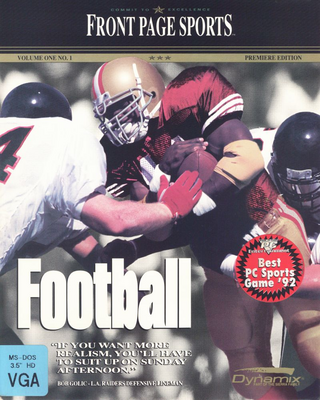 COMMIT TO EXCELLENCE
FRONT PAGE SPORTS
VOLUME ONE NO. 1
★★★
PREMIERE EDITION
4
Best
PC Sports
Game '92
Football
"IF YOU WANT MORE
REALISM, YOU'LL HAVE
TO SUIT UP ON SUNDAY
AFTERNOON."
BOB GOLIC - L.A. RAIDERS DEFENSIVE LINEMAN
MS-DOS
3.5" HD
VGA
Dynamix